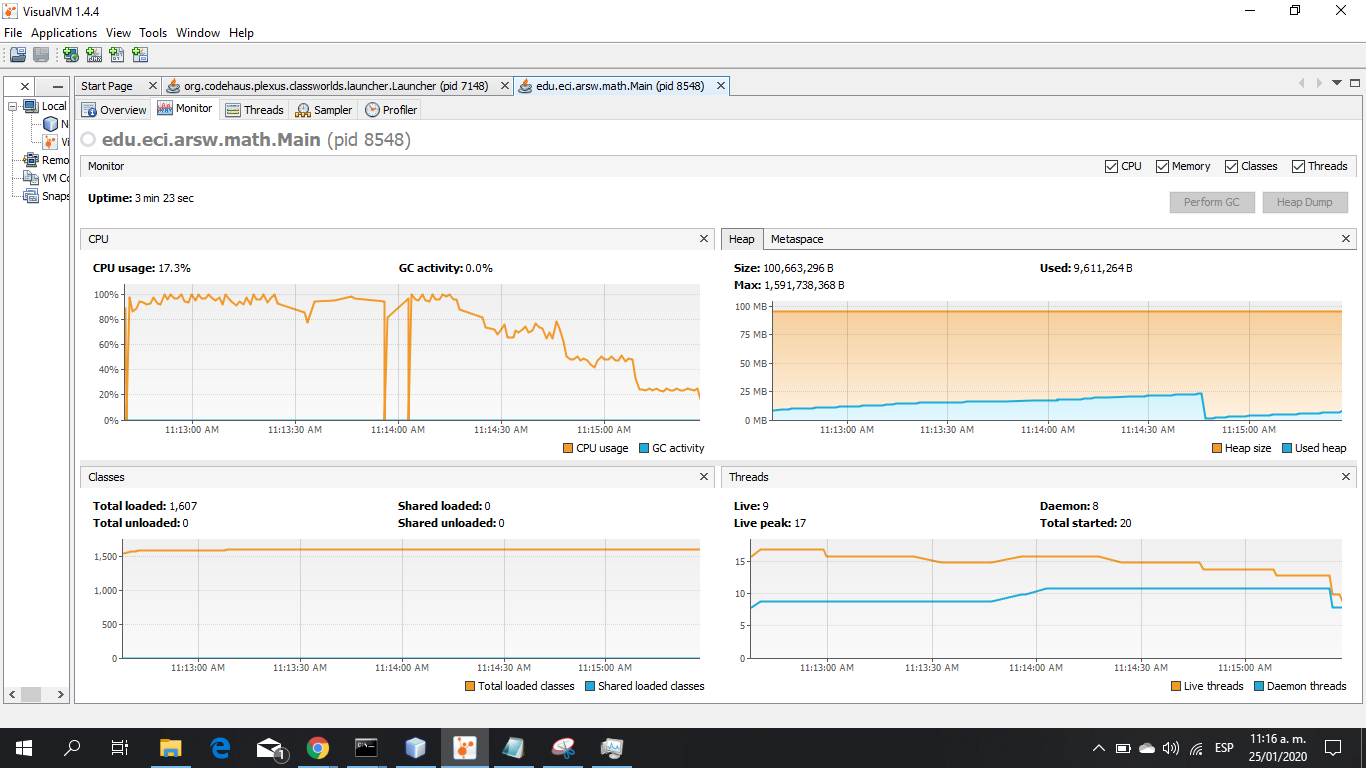 VisualVM 1.4.4
File Applications View Tools Window Help
Start Page org.codehaus.plexus.classworlds.launcher.Launcher (pid 7148) edu.eci.arsw.math.Main (pid 8548)
Local
N
Vi
Remo
VM Co
Snaps
Overview Monitor Threads Sampler Profiler
edu.eci.arsw.math.Main (pid 8548)
Monitor CPU Memory Classes Threads
Uptime: 3 min 23 sec
Perform GC Heap Dump
CPU
CPU usage: 17.3% GC activity: 0.0%
100%
80%
60%
40%
20%
0%
11:13:00 AM 11:13:30 AM 11:14:00 AM 11:14:30 AM 11:15:00 AM
CPU usage GC activity
Heap Metaspace
Size: 100,663,296 B Used: 9,611,264 B
Max: 1,591,738,368 B
100 MB
75 MB
50 MB
25 MB
0 MB
11:13:00 AM 11:13:30 AM 11:14:00 AM 11:14:30 AM 11:15:00 AM
Heap size Used heap
Classes
Total loaded: 1,607 Shared loaded: 0
Total unloaded: 0 Shared unloaded: 0
1,500
1,000
500
0
11:13:00 AM 11:13:30 AM 11:14:00 AM 11:14:30 AM 11:15:00 AM
Total loaded classes Shared loaded classes
Threads
Live: 9 Daemon: 8
Live peak: 17 Total started: 20
15
10
5
0
11:13:00 AM 11:13:30 AM 11:14:00 AM 11:14:30 AM 11:15:00 AM
Live threads Daemon threads
1
ESP
11:16 a. m.
25/01/2020